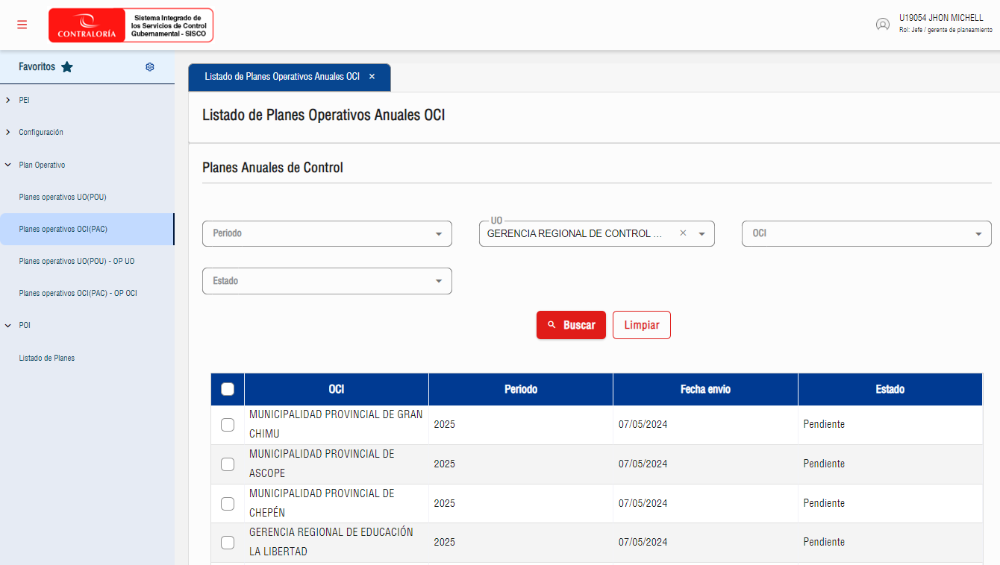 CONTRALORÍA
Sistema Integrado de
los Servicios de Control
Gubernamental - SISCO
U19054 JHON MICHELL
Rol: Jefe / gerente de planeamiento
Favoritos
PEI
Configuración
Plan Operativo
Planes operativos UO(POU)
Planes operativos OCI(PAC)
Planes operativos UO(POU) - OP UO
Planes operativos OCI(PAC) - OP OCI
POI
Listado de Planes
Listado de Planes Operativos Anuales OCI ×
Listado de Planes Operativos Anuales OCI
Planes Anuales de Control
Periodo
UO
GERENCIA REGIONAL DE CONTROL ... ×
OCI
Estado
Buscar Limpiar
OCI Periodo Fecha envio Estado
MUNICIPALIDAD PROVINCIAL DE GRAN
CHIMU
2025 07/05/2024 Pendiente
MUNICIPALIDAD PROVINCIAL DE
ASCOPE
2025 07/05/2024 Pendiente
MUNICIPALIDAD PROVINCIAL DE
CHEPÉN
2025 07/05/2024 Pendiente
GERENCIA REGIONAL DE EDUCACIÓN
LA LIBERTAD
2025 07/05/2024 Pendiente